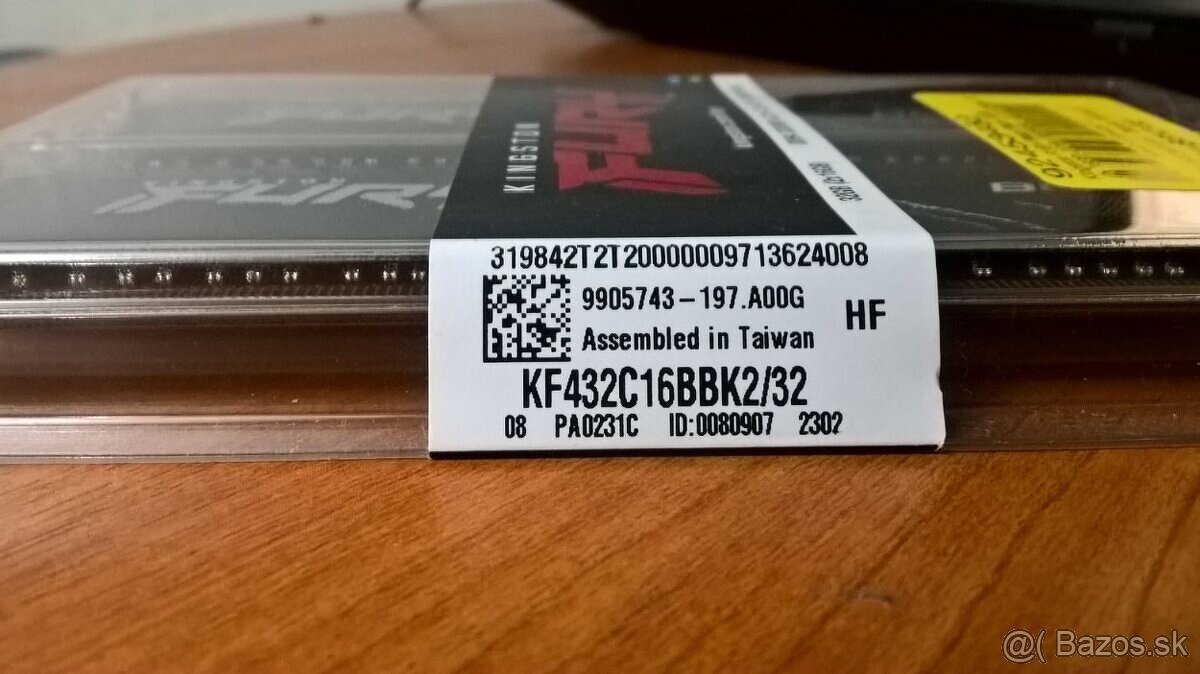 KINGSTON
FURY
FURY
319842T2T20000009713624008
9905743-197.A00G
HF
Assembled in Taiwan
KF432C16BBK2/32
08 PA0231C ID:0080907 2302
@( Bazos.sk